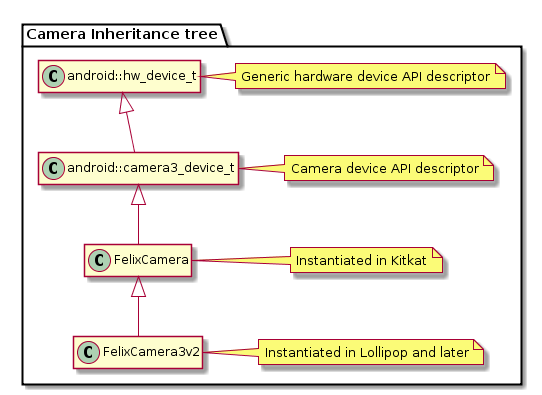 Camera Inheritance tree
C android::hw_device_t
Generic hardware device API descriptor
C android::camera3_device_t
Camera device API descriptor
C FelixCamera
Instantiated in Kitkat
C FelixCamera3v2
Instantiated in Lollipop and later